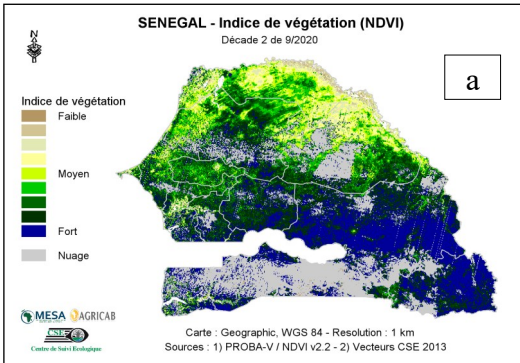 SENEGAL - Indice de végétation (NDVI)
Décade 2 de 9/2020
N
a
Indice de végétation
Faible
Moyen
Fort
Nuage
MESA AGRICAB
CSE
Centre de Suivi Ecologique
Carte : Geographic, WGS 84 - Resolution : 1 km
Sources : 1) PROBA-V / NDVI v2.2 - 2) Vecteurs CSE 2013